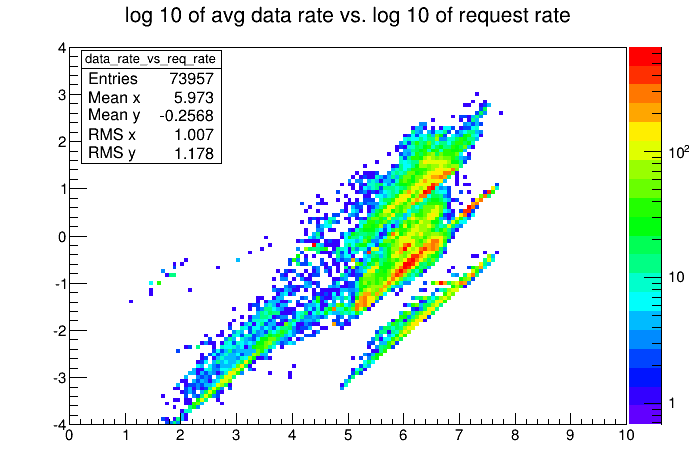 log 10 of avg data rate vs. log 10 of request rate
data_rate_vs_req_rate
Entries 73957
Mean x 5.973
Mean y -0.2568
RMS x 1.007
RMS y 1.178
4
3
2
1
0
-1
-2
-3
-4
0 1 2 3 4 5 6 7 8 9 10
10²
10
1